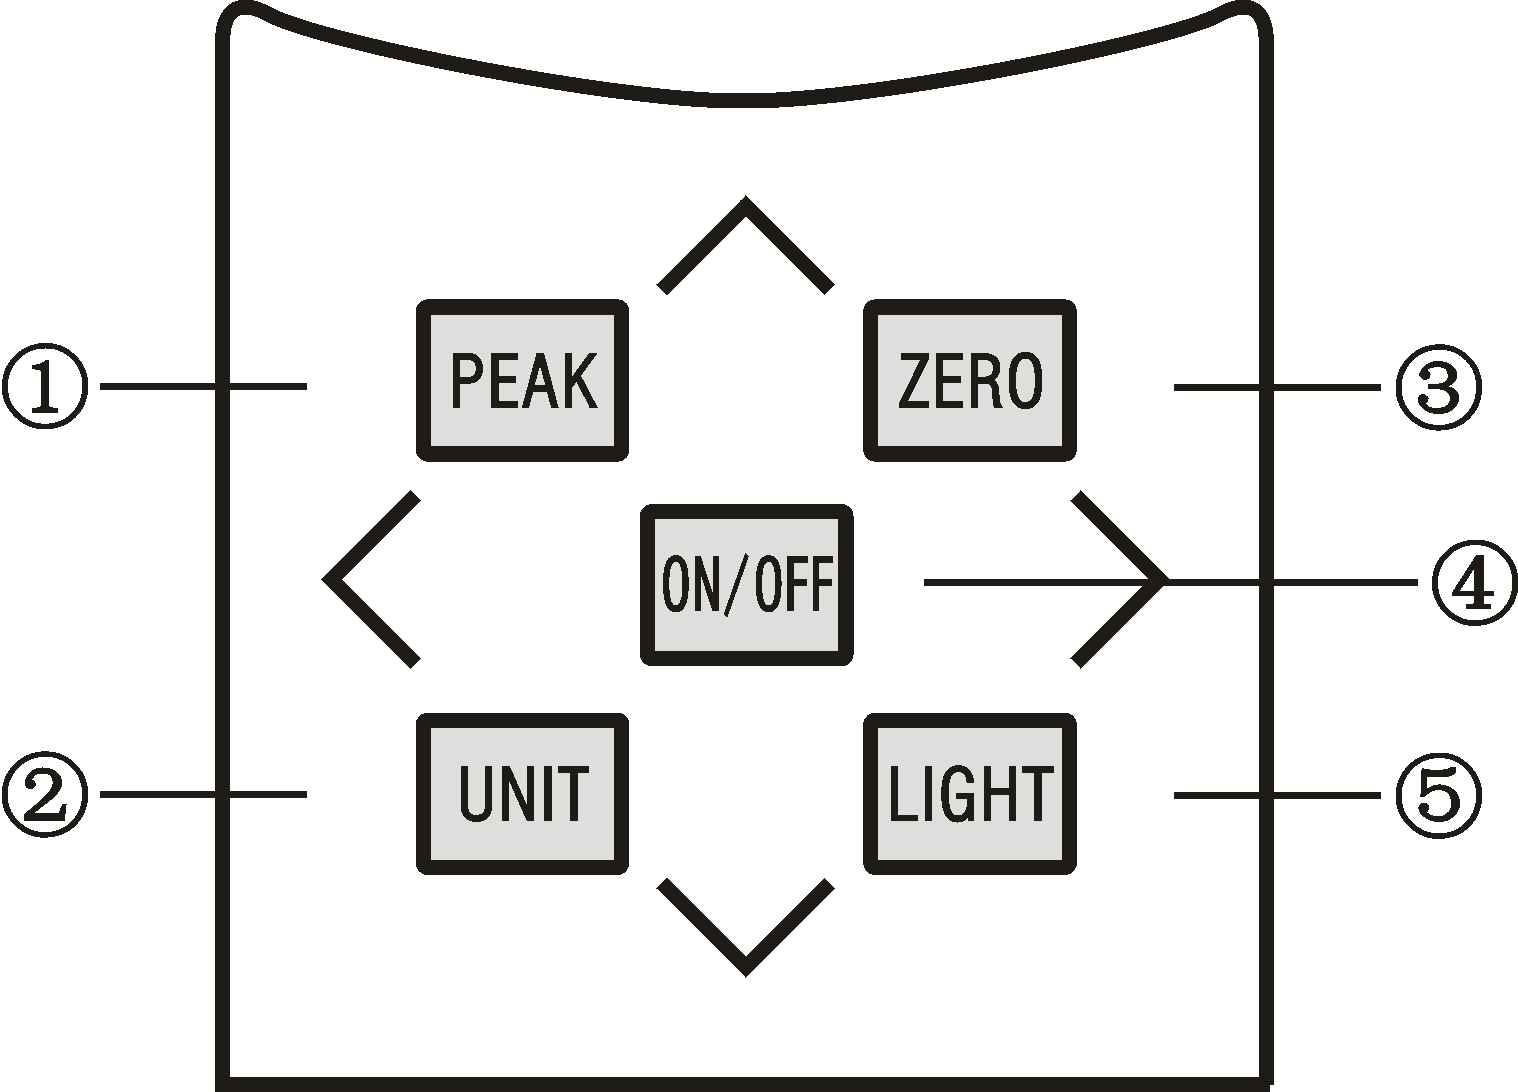 ① PEAK ZERO ③
ON/OFF ④
② UNIT LIGHT ⑤